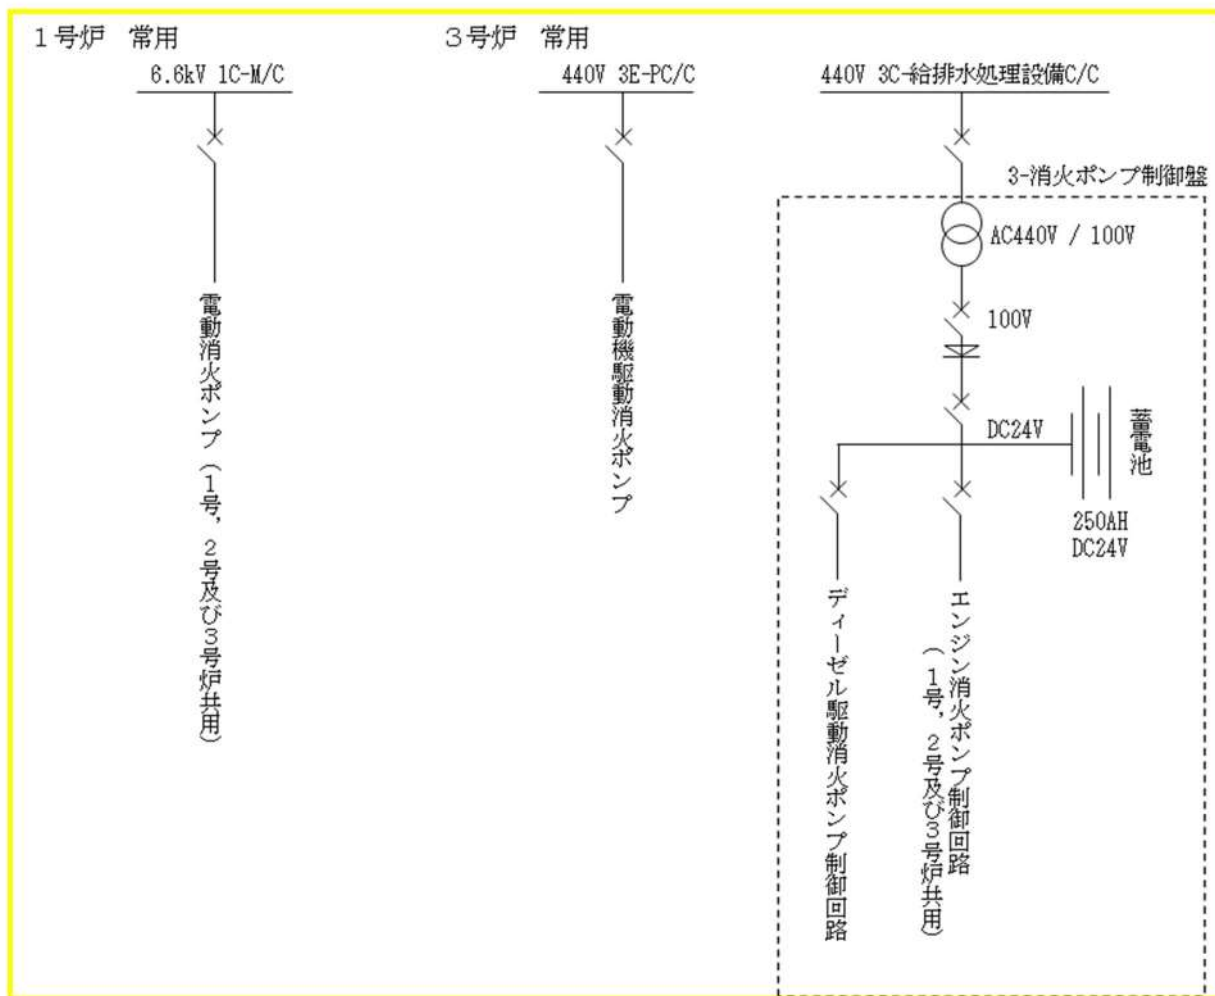 １号炉　常用
6.6kV 1C-M/C
電動消火ポンプ（１号，２号及び３号炉共用）
３号炉　常用
440V 3E-PC/C
電動機駆動消火ポンプ
440V 3C-給排水処理設備C/C
3-消火ポンプ制御盤
AC440V / 100V
100V
DC24V
蓄電池
250AH
DC24V
ディーゼル駆動消火ポンプ制御回路
エンジン消火ポンプ制御回路
（１号，２号及び３号炉共用）